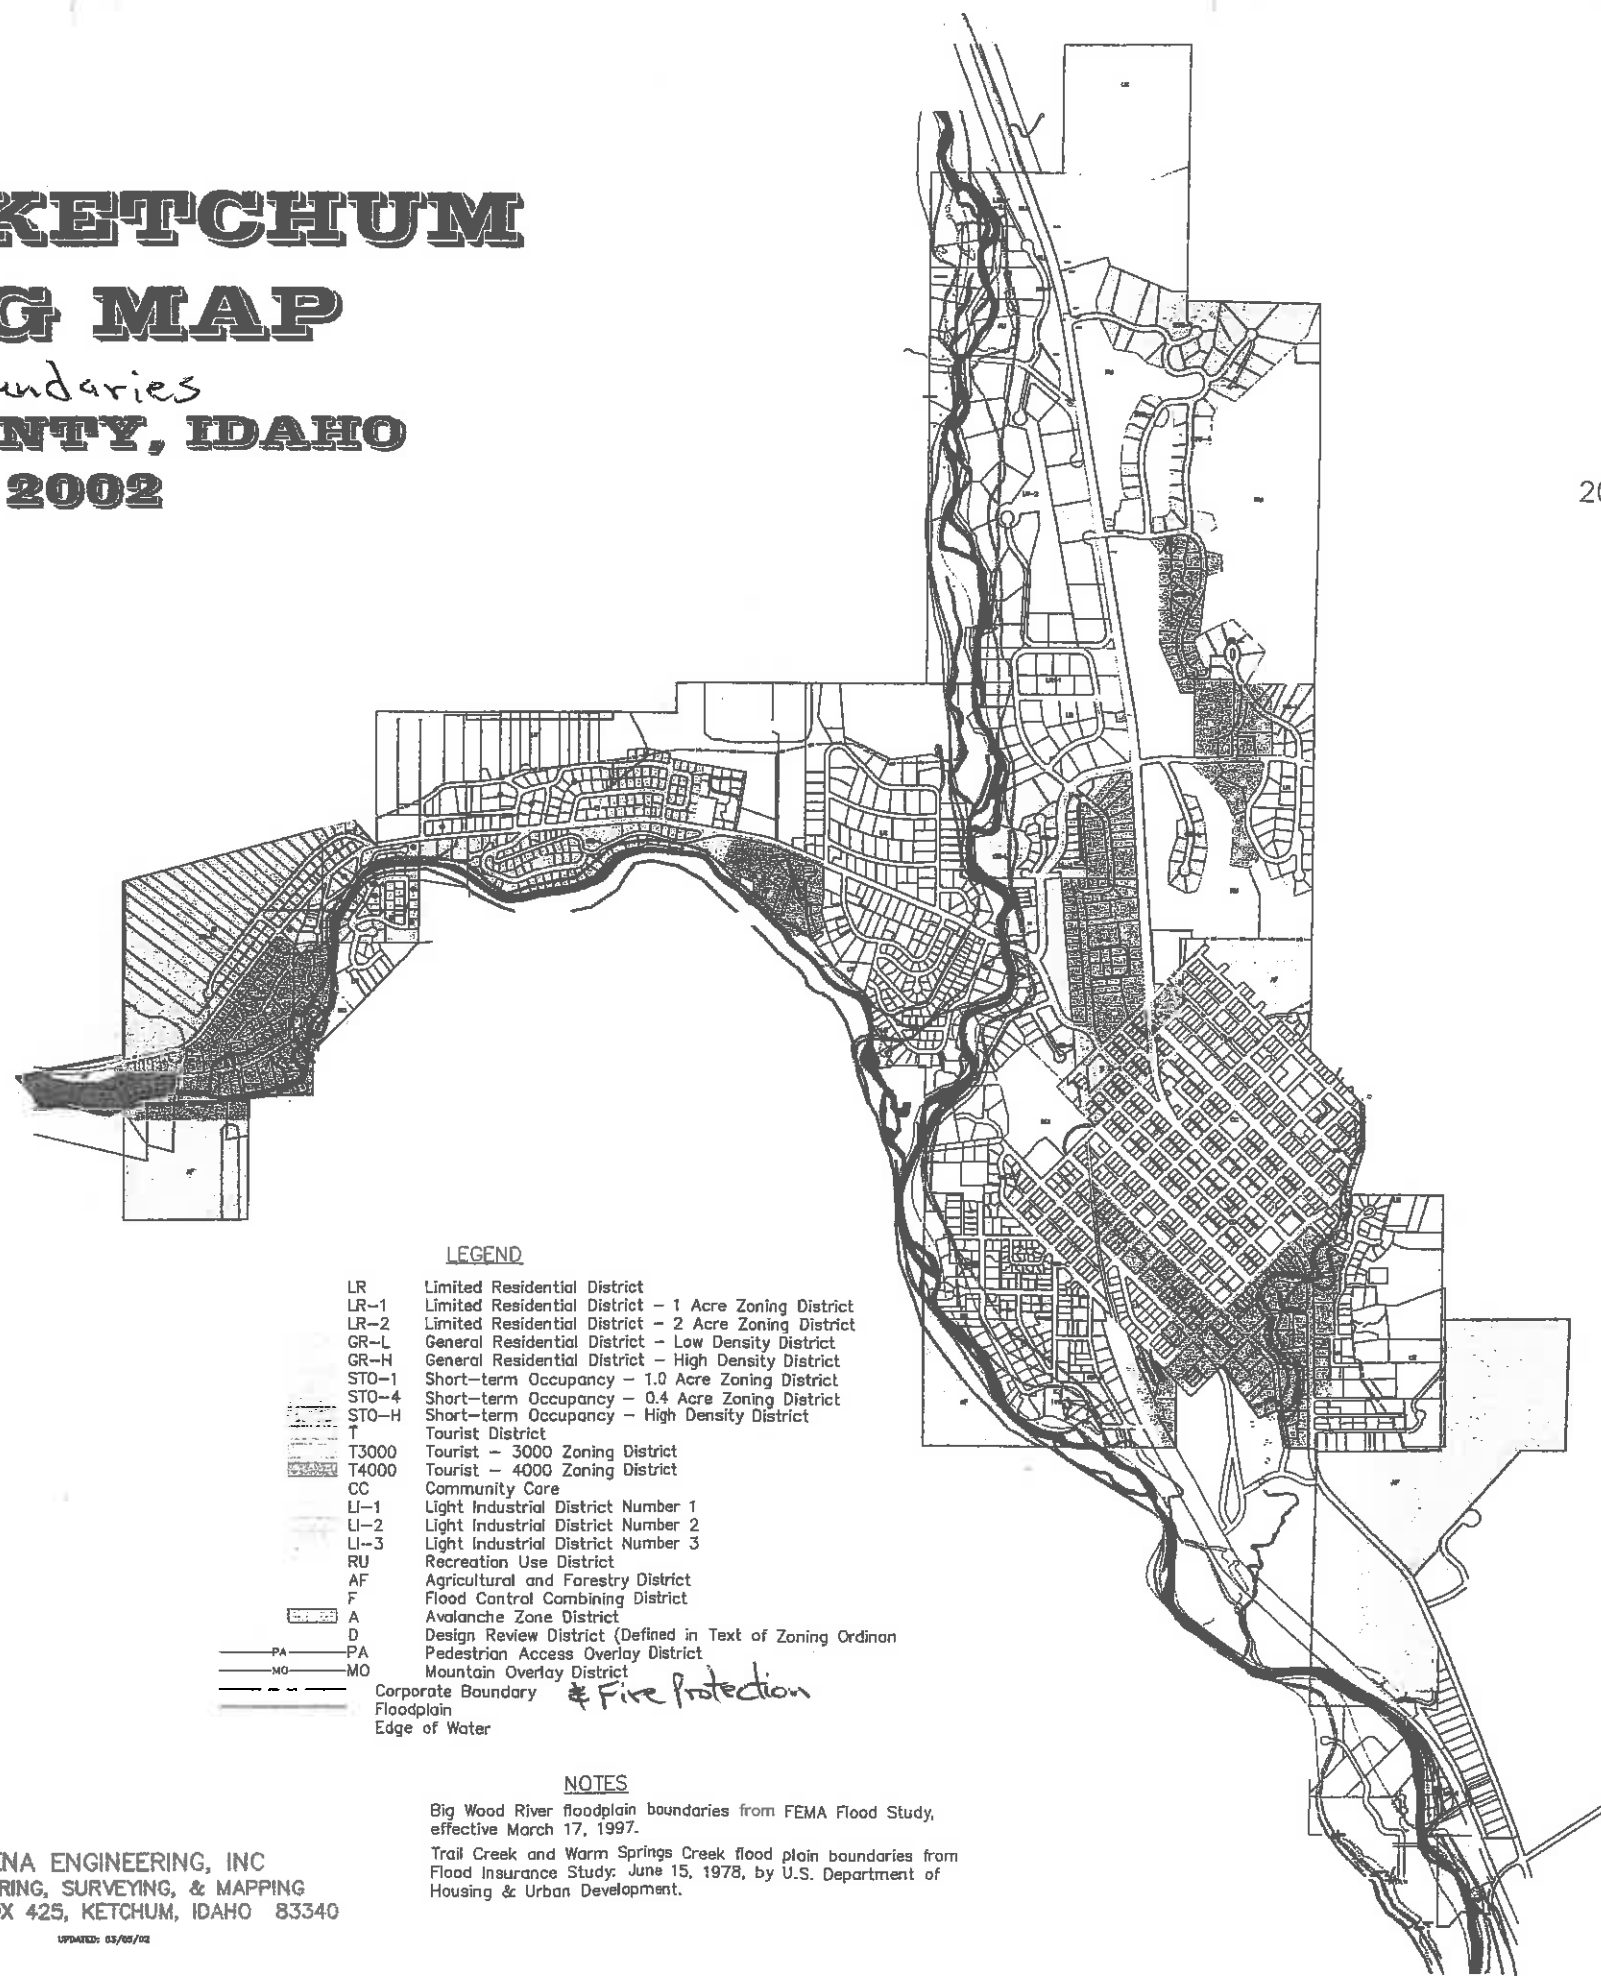 KETCHUM
G MAP
undaries
NTY, IDAHO
2002
20
LEGEND
LR Limited Residential District
LR-1 Limited Residential District - 1 Acre Zoning District
LR-2 Limited Residential District - 2 Acre Zoning District
GR-L General Residential District - Low Density District
GR-H General Residential District - High Density District
STO-1 Short-term Occupancy - 1.0 Acre Zoning District
STO-4 Short-term Occupancy - 0.4 Acre Zoning District
STO-H Short-term Occupancy - High Density District
T Tourist District
T3000 Tourist - 3000 Zoning District
T4000 Tourist - 4000 Zoning District
CC Community Core
LI-1 Light Industrial District Number 1
LI-2 Light Industrial District Number 2
LI-3 Light Industrial District Number 3
RU Recreation Use District
AF Agricultural and Forestry District
F Flood Control Combining District
A Avalanche Zone District
D Design Review District (Defined in Text of Zoning Ordinan
PA PA Pedestrian Access Overlay District
MO MO Mountain Overlay District
Corporate Boundary & Fire Protection
Floodplain
Edge of Water
NOTES
Big Wood River floodplain boundaries from FEMA Flood Study,
effective March 17, 1997.
Trail Creek and Warm Springs Creek flood plain boundaries from
Flood Insurance Study: June 15, 1978, by U.S. Department of
Housing & Urban Development.
ENA ENGINEERING, INC
RING, SURVEYING, & MAPPING
OX 425, KETCHUM, IDAHO 83340
UPDATED: 03/05/02